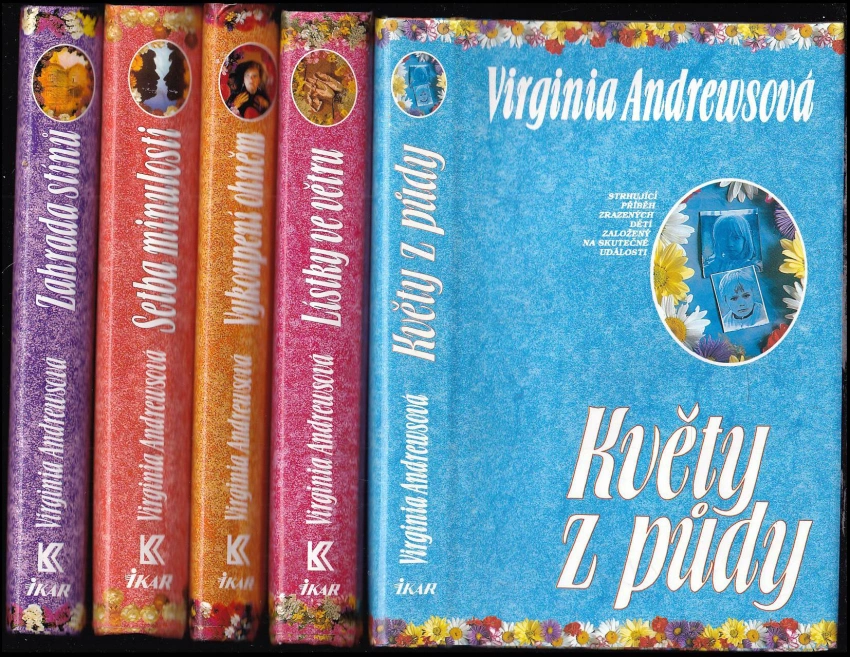 Virginia Andrewsová
Zahrada stínů
IKAR
Virginia Andrewsová
Setba minulosti
K
IKAR
Virginia Andrewsová
Vykoupení ohněm
K
IKAR
Virginia Andrewsová
Lístky ve větru
K
IKAR
Virginia Andrewsová
Květy z půdy
IKAR
Virginia Andrewsová
STRHUJÍCÍ
PŘÍBĚH
ZRAZENÝCH
DĚTÍ
ZALOŽENÝ
NA SKUTEČNÉ
UDÁLOSTI
Květy
z půdy